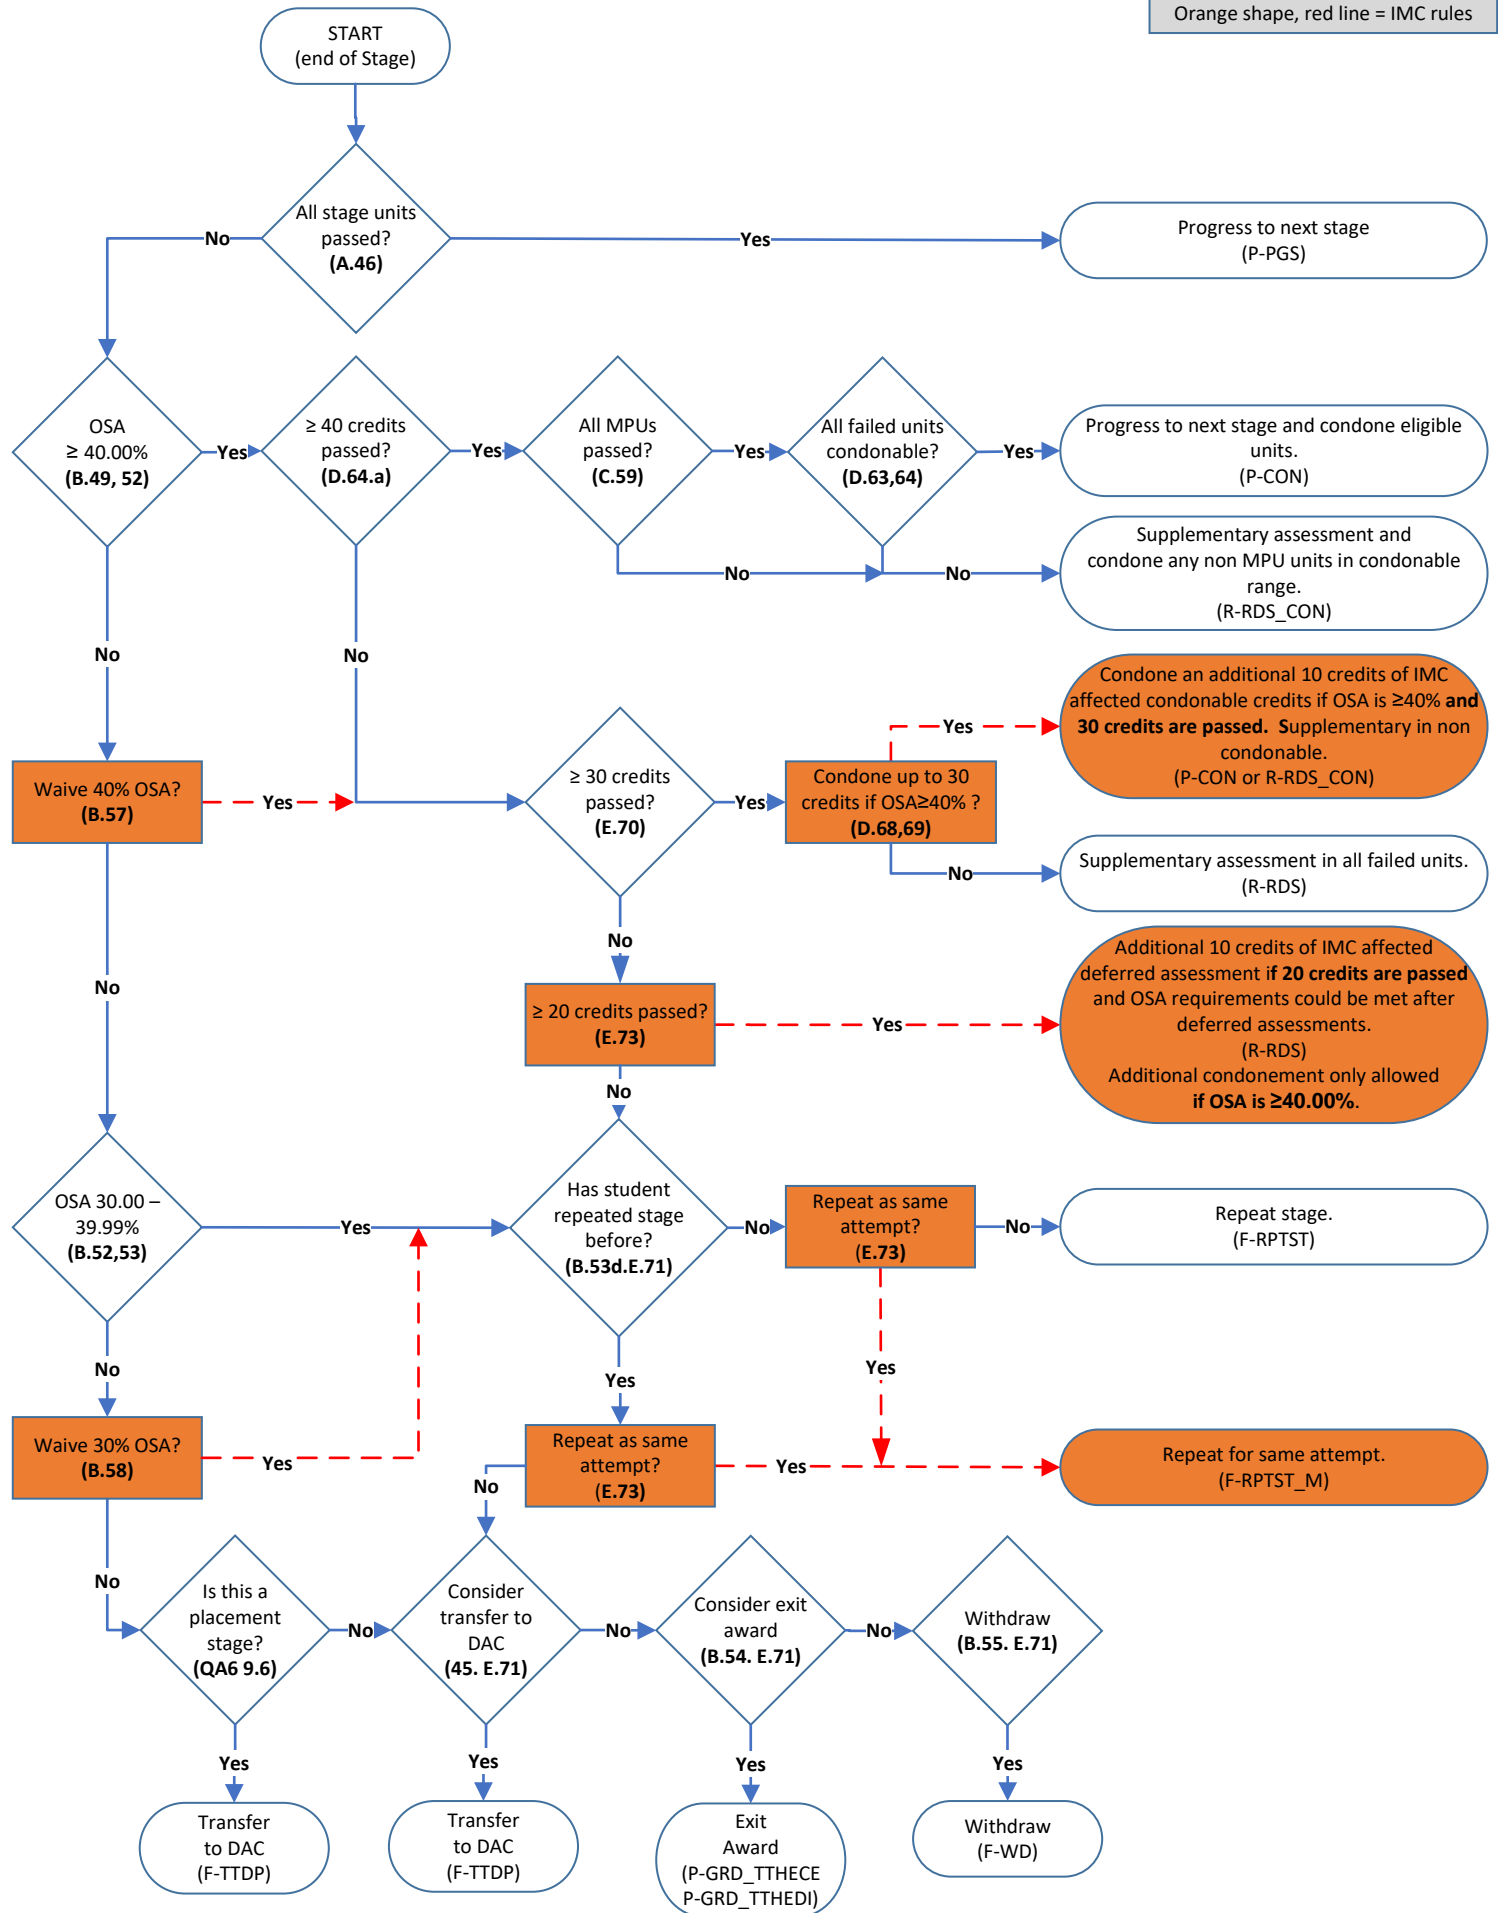 Orange shape, red line = IMC rules
START
(end of Stage)
All stage units
passed?
(A.46)
No
Yes
Progress to next stage
(P-PGS)
OSA
≥ 40.00%
(B.49, 52)
Yes
≥ 40 credits
passed?
(D.64.a)
Yes
All MPUs
passed?
(C.59)
Yes
All failed units
condonable?
(D.63,64)
Yes
Progress to next stage and condone eligible
units.
(P-CON)
No
No
Supplementary assessment and
condone any non MPU units in condonable
range.
(R-RDS_CON)
No
No
Condone an additional 10 credits of IMC
affected condonable credits if OSA is ≥40% and
30 credits are passed. Supplementary in non
condonable.
(P-CON or R-RDS_CON)
Yes
Waive 40% OSA?
(B.57)
Yes
≥ 30 credits
passed?
(E.70)
Yes
Condone up to 30
credits if OSA≥40% ?
(D.68,69)
No
Supplementary assessment in all failed units.
(R-RDS)
No
No
≥ 20 credits passed?
(E.73)
Yes
Additional 10 credits of IMC affected
deferred assessment if 20 credits are passed
and OSA requirements could be met after
deferred assessments.
(R-RDS)
Additional condonement only allowed
if OSA is ≥40.00%.
No
OSA 30.00 –
39.99%
(B.52,53)
Yes
Has student
repeated stage
before?
(B.53d.E.71)
No
Repeat as same
attempt?
(E.73)
No
Repeat stage.
(F-RPTST)
No
Yes
Yes
Waive 30% OSA?
(B.58)
Yes
Repeat as same
attempt?
(E.73)
Yes
Repeat for same attempt.
(F-RPTST_M)
No
No
Is this a
placement
stage?
(QA6 9.6)
No
Consider
transfer to
DAC
(45. E.71)
No
Consider exit
award
(B.54. E.71)
No
Withdraw
(B.55. E.71)
Yes
Yes
Yes
Yes
Transfer
to DAC
(F-TTDP)
Transfer
to DAC
(F-TTDP)
Exit
Award
(P-GRD_TTHECE
P-GRD_TTHEDI)
Withdraw
(F-WD)